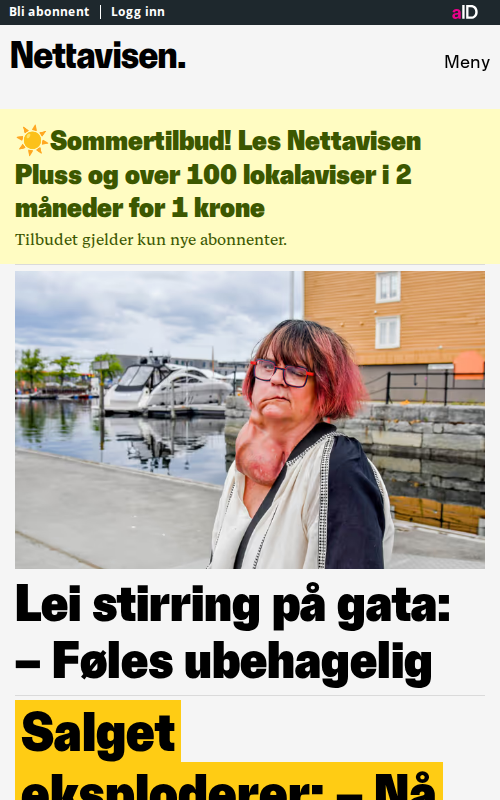 Bli abonnent
Logg inn
aID
Nettavisen.
Meny
☀️Sommertilbud! Les Nettavisen
Pluss og over 100 lokalaviser i 2
måneder for 1 krone
Tilbudet gjelder kun nye abonnenter.
Lei stirring på gata:
– Føles ubehagelig
Salget
eksploderer: – Nå